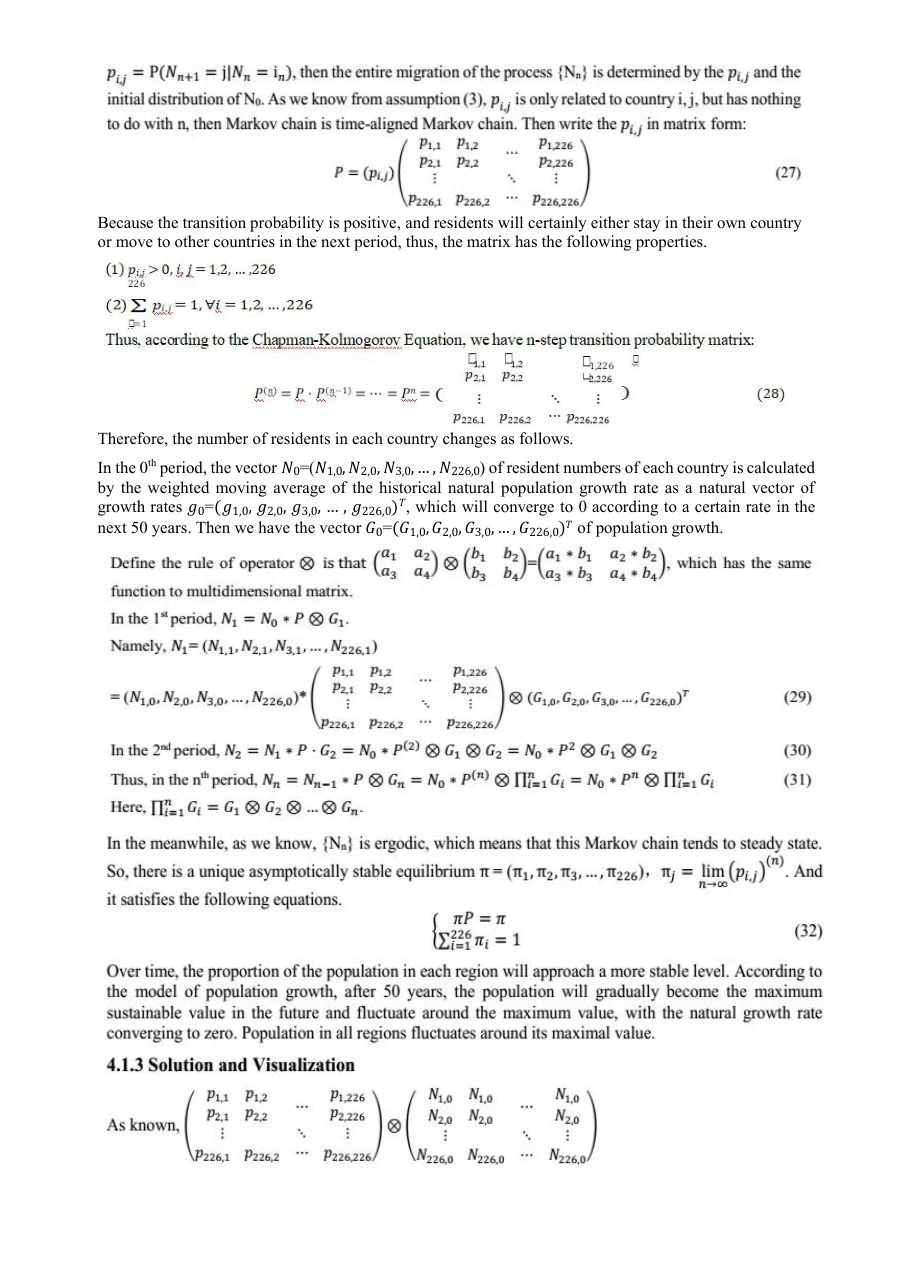 p_{i,j} = P(N_{n+1} = j|N_n = i_n), then the entire migration of the process {N_n} is determined by the p_{i,j} and the
initial distribution of N_0. As we know from assumption (3), p_{i,j} is only related to country i, j, but has nothing
to do with n, then Markov chain is time-aligned Markov chain. Then write the p_{i,j} in matrix form:
p_{1,1} p_{1,2} ... p_{1,226}
P = (p_{i,j}) ( p_{2,1} p_{2,2} p_{2,226} ) (27)
⋮ ⋱ ⋮
p_{226,1} p_{226,2} ⋯ p_{226,226}
Because the transition probability is positive, and residents will certainly either stay in their own country
or move to other countries in the next period, thus, the matrix has the following properties.
(1) p_{i,j} > 0, i, j = 1,2, … ,226
226
(2) ∑ p_{i,j} = 1, ∀i = 1,2, … ,226
□=1
Thus, according to the Chapman-Kolmogorov Equation, we have n-step transition probability matrix:
□_{1,1} □_{1,2} □_{1,226} □
p_{2,1} p_{2,2} □_{2,226}
P^{(n)} = P · P^{(n−1)} = ⋯ = P^n = ( ⋮ ⋱ ⋮ ) (28)
p_{226,1} p_{226,2} ⋯ p_{226,226}
Therefore, the number of residents in each country changes as follows.
In the 0^{th} period, the vector N_0=(N_{1,0}, N_{2,0}, N_{3,0}, … , N_{226,0}) of resident numbers of each country is calculated
by the weighted moving average of the historical natural population growth rate as a natural vector of
growth rates g_0=(g_{1,0}, g_{2,0}, g_{3,0}, … , g_{226,0})^T, which will converge to 0 according to a certain rate in the
next 50 years. Then we have the vector G_0=(G_{1,0}, G_{2,0}, G_{3,0}, … , G_{226,0})^T of population growth.
Define the rule of operator ⊗ is that (a_1 a_2 a_3 a_4) ⊗ (b_1 b_2 b_3 b_4)=(a_1 * b_1 a_2 * b_2 a_3 * b_3 a_4 * b_4), which has the same
function to multidimensional matrix.
In the 1^{st} period, N_1 = N_0 * P ⊗ G_1.
Namely, N_1= (N_{1,1}, N_{2,1}, N_{3,1}, … , N_{226,1})
p_{1,1} p_{1,2} ... p_{1,226}
= (N_{1,0}, N_{2,0}, N_{3,0}, … , N_{226,0})* ( p_{2,1} p_{2,2} p_{2,226} ) ⊗ (G_{1,0}, G_{2,0}, G_{3,0}, … , G_{226,0})^T (29)
⋮ ⋱ ⋮
p_{226,1} p_{226,2} ⋯ p_{226,226}
In the 2^{nd} period, N_2 = N_1 * P · G_2 = N_0 * P^{(2)} ⊗ G_1 ⊗ G_2 = N_0 * P^2 ⊗ G_1 ⊗ G_2 (30)
Thus, in the n^{th} period, N_n = N_{n−1} * P ⊗ G_n = N_0 * P^{(n)} ⊗ ∏_{i=1}^n G_i = N_0 * P^n ⊗ ∏_{i=1}^n G_i (31)
Here, ∏_{i=1}^n G_i = G_1 ⊗ G_2 ⊗ … ⊗ G_n.
In the meanwhile, as we know, {N_n} is ergodic, which means that this Markov chain tends to steady state.
So, there is a unique asymptotically stable equilibrium π = (π_1, π_2, π_3, … , π_{226}), π_j = lim_{n→∞} (p_{i,j})^{(n)}. And
it satisfies the following equations.
{ πP = π
∑_{i=1}^{226} π_i = 1 (32)
Over time, the proportion of the population in each region will approach a more stable level. According to
the model of population growth, after 50 years, the population will gradually become the maximum
sustainable value in the future and fluctuate around the maximum value, with the natural growth rate
converging to zero. Population in all regions fluctuates around its maximal value.
4.1.3 Solution and Visualization
p_{1,1} p_{1,2} ... p_{1,226} N_{1,0} N_{1,0} ... N_{1,0}
As known, ( p_{2,1} p_{2,2} p_{2,226} ) ⊗ ( N_{2,0} N_{2,0} N_{2,0} )
⋮ ⋱ ⋮ ⋮ ⋱ ⋮
p_{226,1} p_{226,2} ⋯ p_{226,226} N_{226,0} N_{226,0} ⋯ N_{226,0}